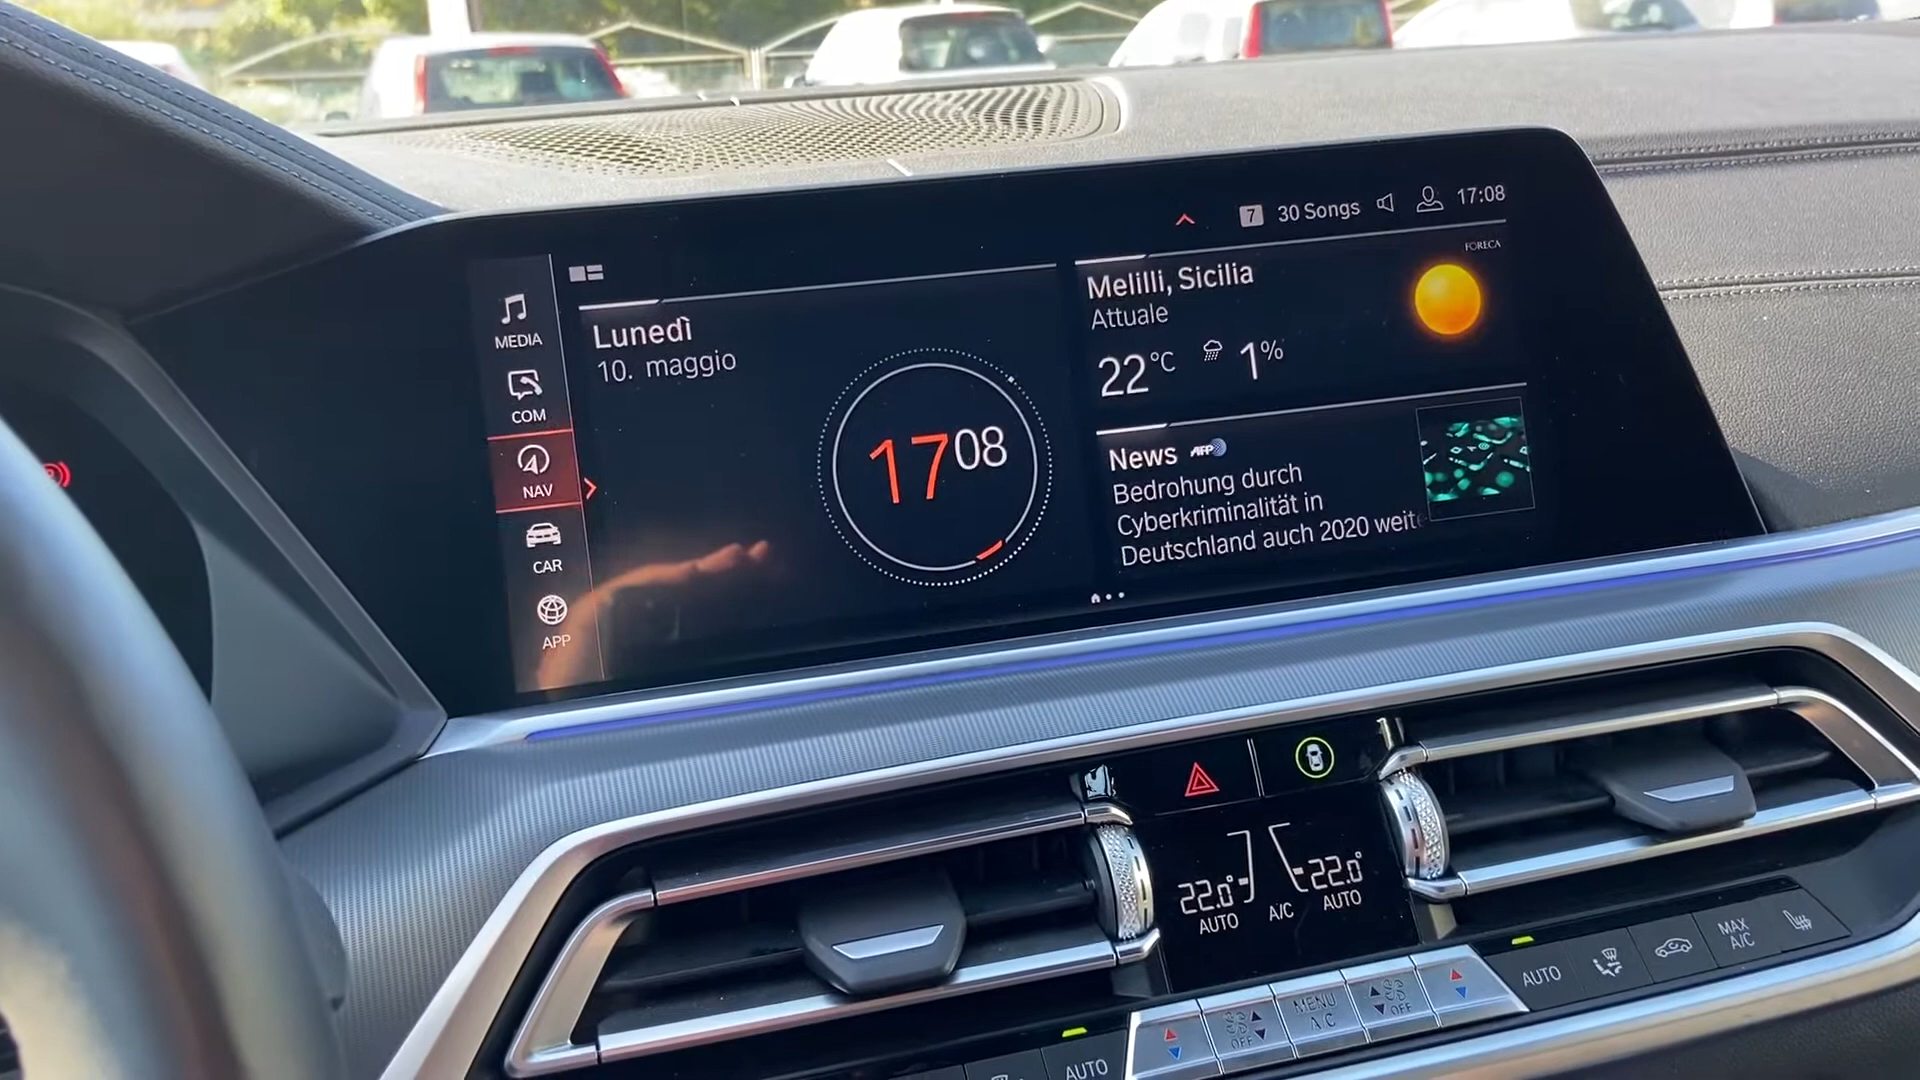 7 30 Songs 17:08
FORECA
MEDIA
COM
NAV
CAR
APP
Lunedì
10. maggio
17 08
Melilli, Sicilia
Attuale
22°C 1%
News AFP
Bedrohung durch
Cyberkriminalität in
Deutschland auch 2020 weit
22.0° 22.0°
AUTO A/C AUTO
AUTO
MAX
A/C
AUTO
OFF
MENU
A/C
OFF